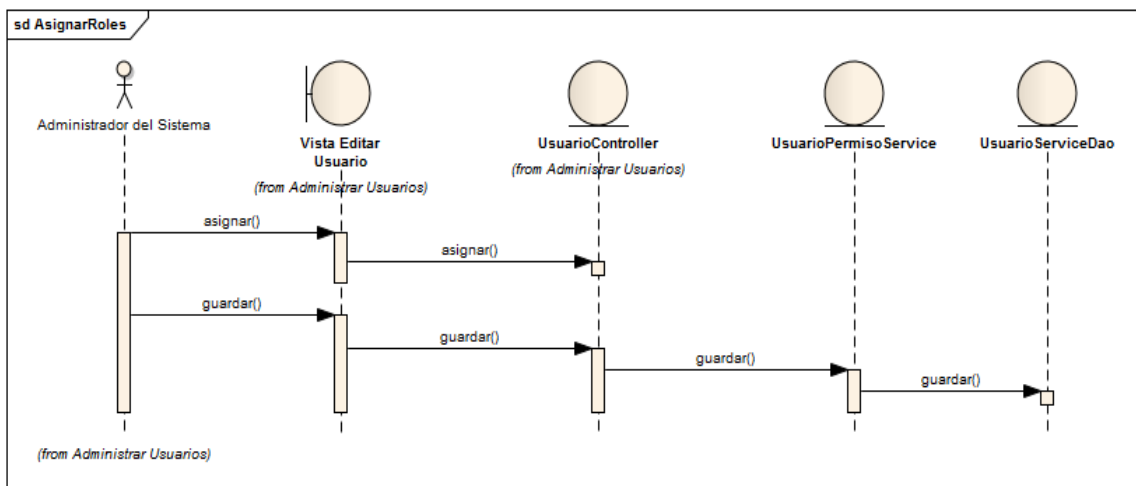 sd AsignarRoles
Administrador del Sistema
Vista Editar
Usuario
(from Administrar Usuarios)
UsuarioController
(from Administrar Usuarios)
UsuarioPermisoService
UsuarioServiceDao
asignar()
asignar()
guardar()
guardar()
guardar()
guardar()
(from Administrar Usuarios)